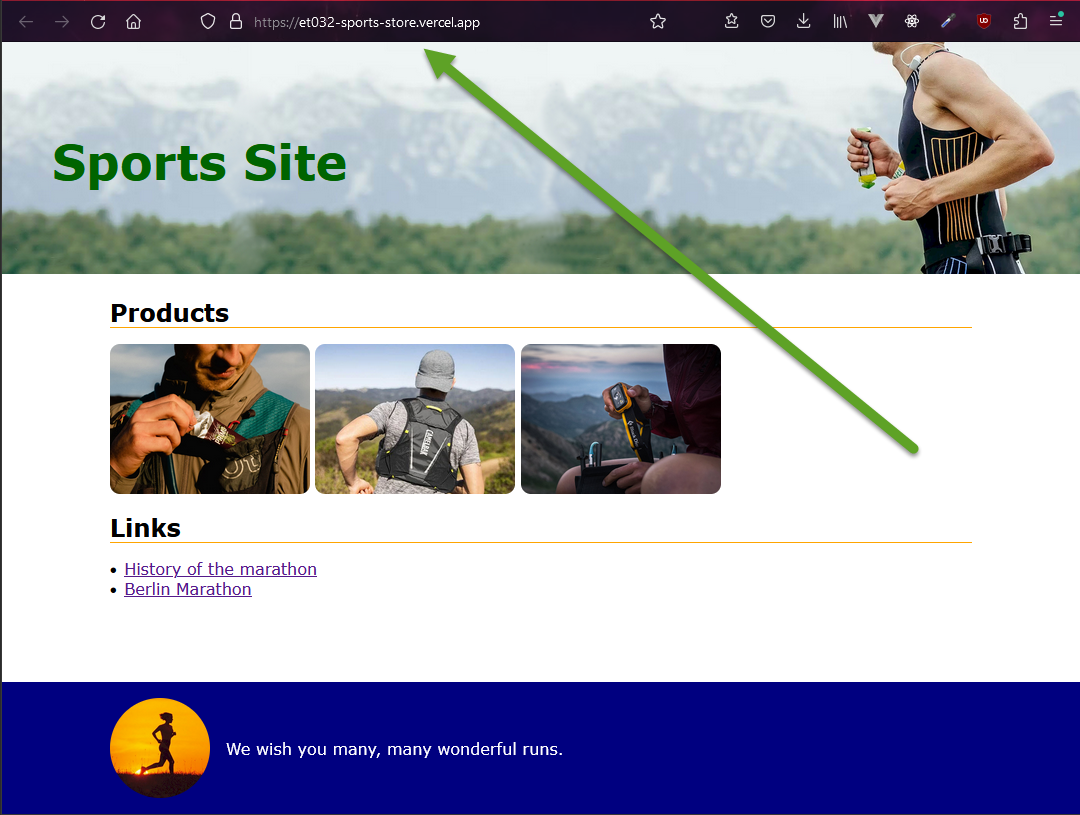 https://et032-sports-store.vercel.app
Sports Site
Products
CAMELBAK
Links
• History of the marathon
• Berlin Marathon
We wish you many, many wonderful runs.